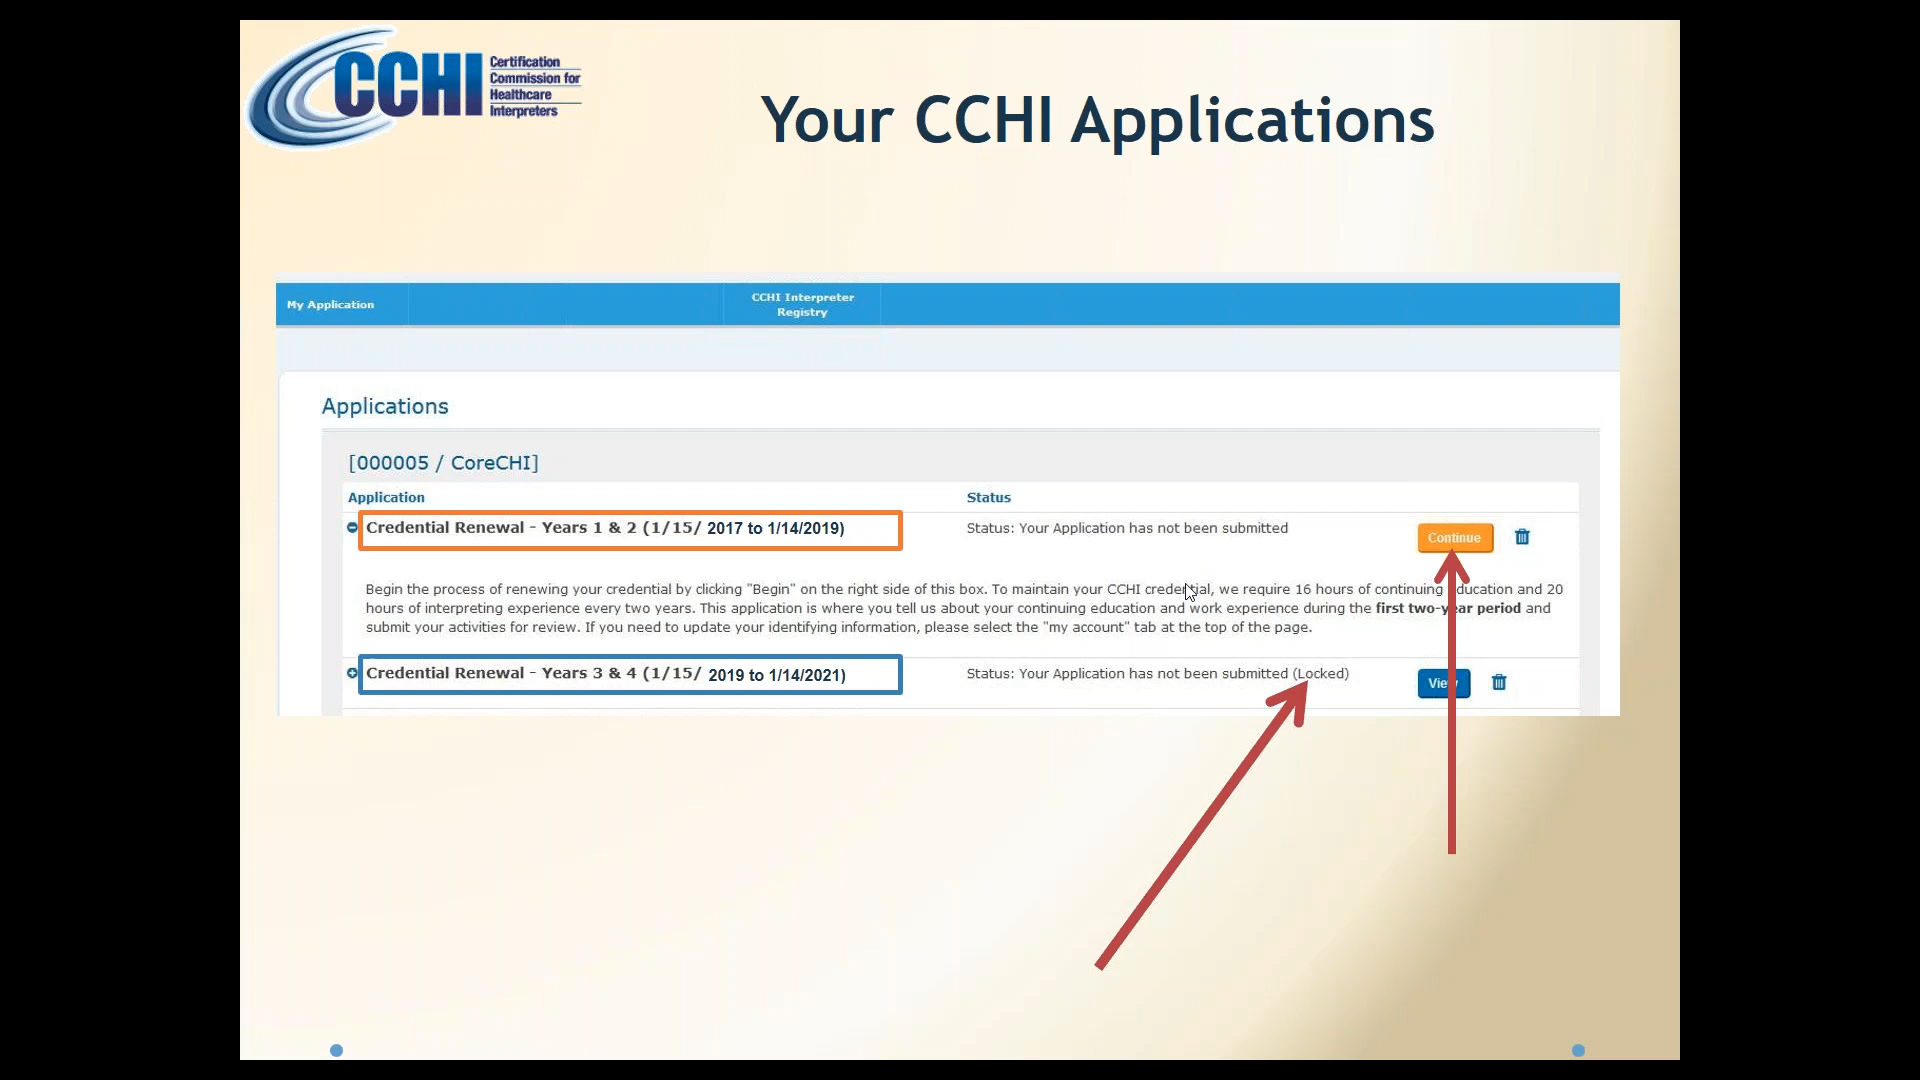 CCHI
Certification
Commission for
Healthcare
Interpreters
Your CCHI Applications
My Application
CCHI Interpreter
Registry
Applications
[000005 / CoreCHI]
Application Status
Credential Renewal - Years 1 & 2 (1/15/ 2017 to 1/14/2019) Status: Your Application has not been submitted Continue
Begin the process of renewing your credential by clicking "Begin" on the right side of this box. To maintain your CCHI credential, we require 16 hours of continuing education and 20
hours of interpreting experience every two years. This application is where you tell us about your continuing education and work experience during the first two-year period and
submit your activities for review. If you need to update your identifying information, please select the "my account" tab at the top of the page.
Credential Renewal - Years 3 & 4 (1/15/ 2019 to 1/14/2021) Status: Your Application has not been submitted (Locked) View